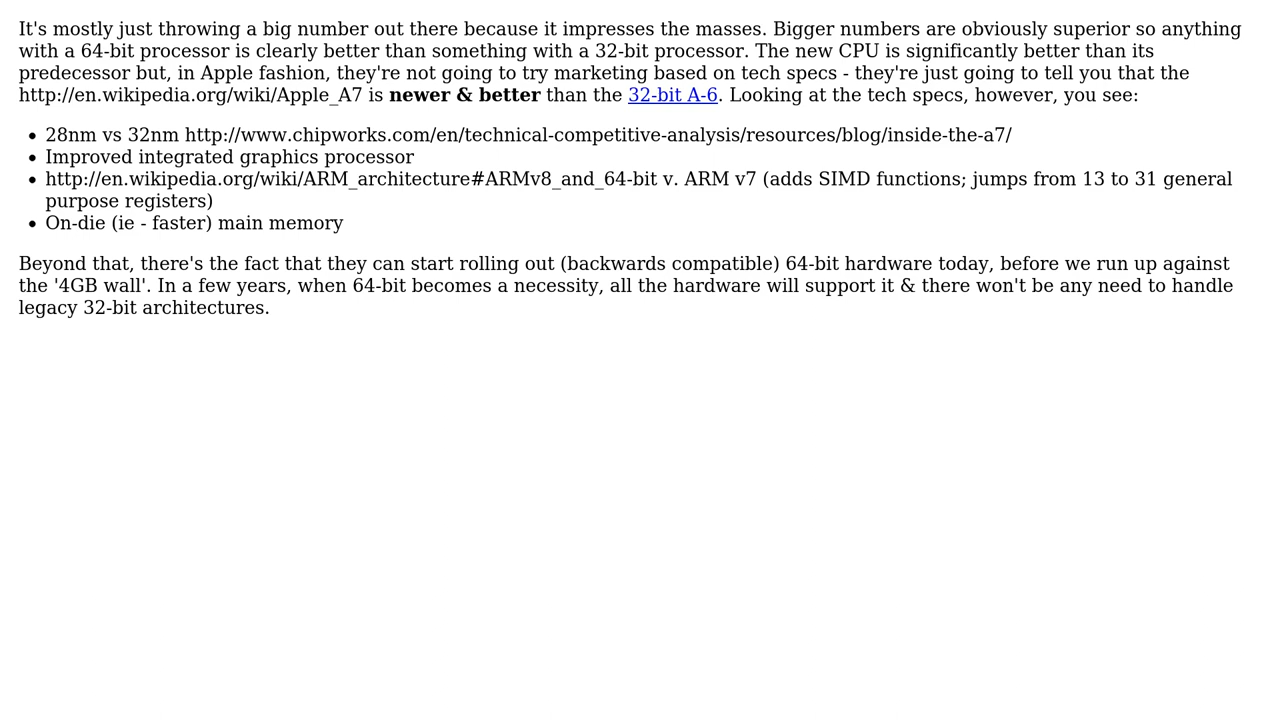 It's mostly just throwing a big number out there because it impresses the masses. Bigger numbers are obviously superior so anything
with a 64-bit processor is clearly better than something with a 32-bit processor. The new CPU is significantly better than its
predecessor but, in Apple fashion, they're not going to try marketing based on tech specs - they're just going to tell you that the
http://en.wikipedia.org/wiki/Apple_A7 is newer & better than the 32-bit A-6. Looking at the tech specs, however, you see:
• 28nm vs 32nm http://www.chipworks.com/en/technical-competitive-analysis/resources/blog/inside-the-a7/
• Improved integrated graphics processor
• http://en.wikipedia.org/wiki/ARM_architecture#ARMv8_and_64-bit v. ARM v7 (adds SIMD functions; jumps from 13 to 31 general
purpose registers)
• On-die (ie - faster) main memory
Beyond that, there's the fact that they can start rolling out (backwards compatible) 64-bit hardware today, before we run up against
the '4GB wall'. In a few years, when 64-bit becomes a necessity, all the hardware will support it & there won't be any need to handle
legacy 32-bit architectures.